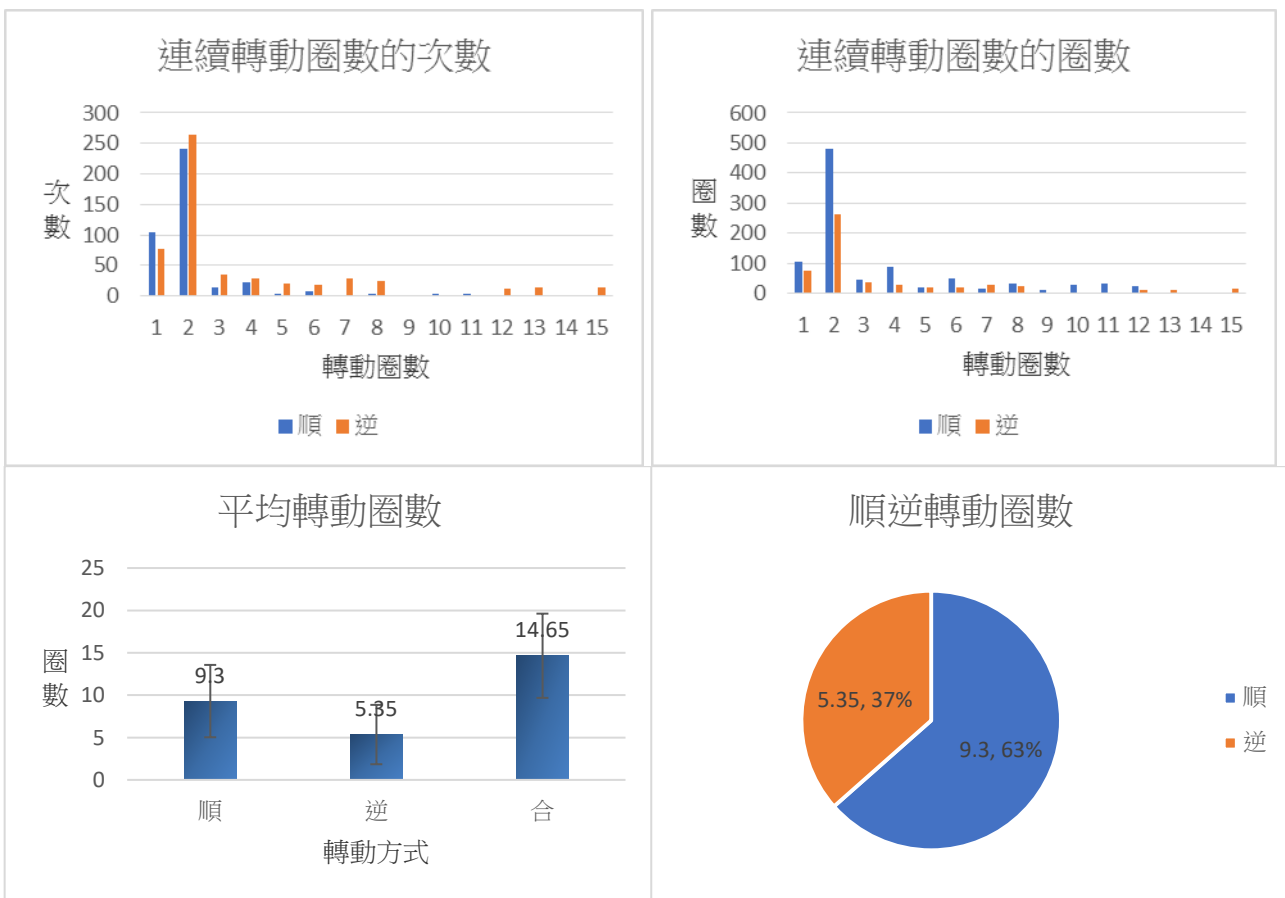 連續轉動圈數的次數
300
250
200
150
100
50
0
次數
1 2 3 4 5 6 7 8 9 10 11 12 13 14 15
轉動圈數
順 逆
連續轉動圈數的圈數
600
500
400
300
200
100
0
圈數
1 2 3 4 5 6 7 8 9 10 11 12 13 14 15
轉動圈數
順 逆
平均轉動圈數
25
20
15
10
5
0
圈數
9.3
5.35
14.65
順 逆 合
轉動方式
順逆轉動圈數
5.35, 37%
9.3, 63%
順
逆